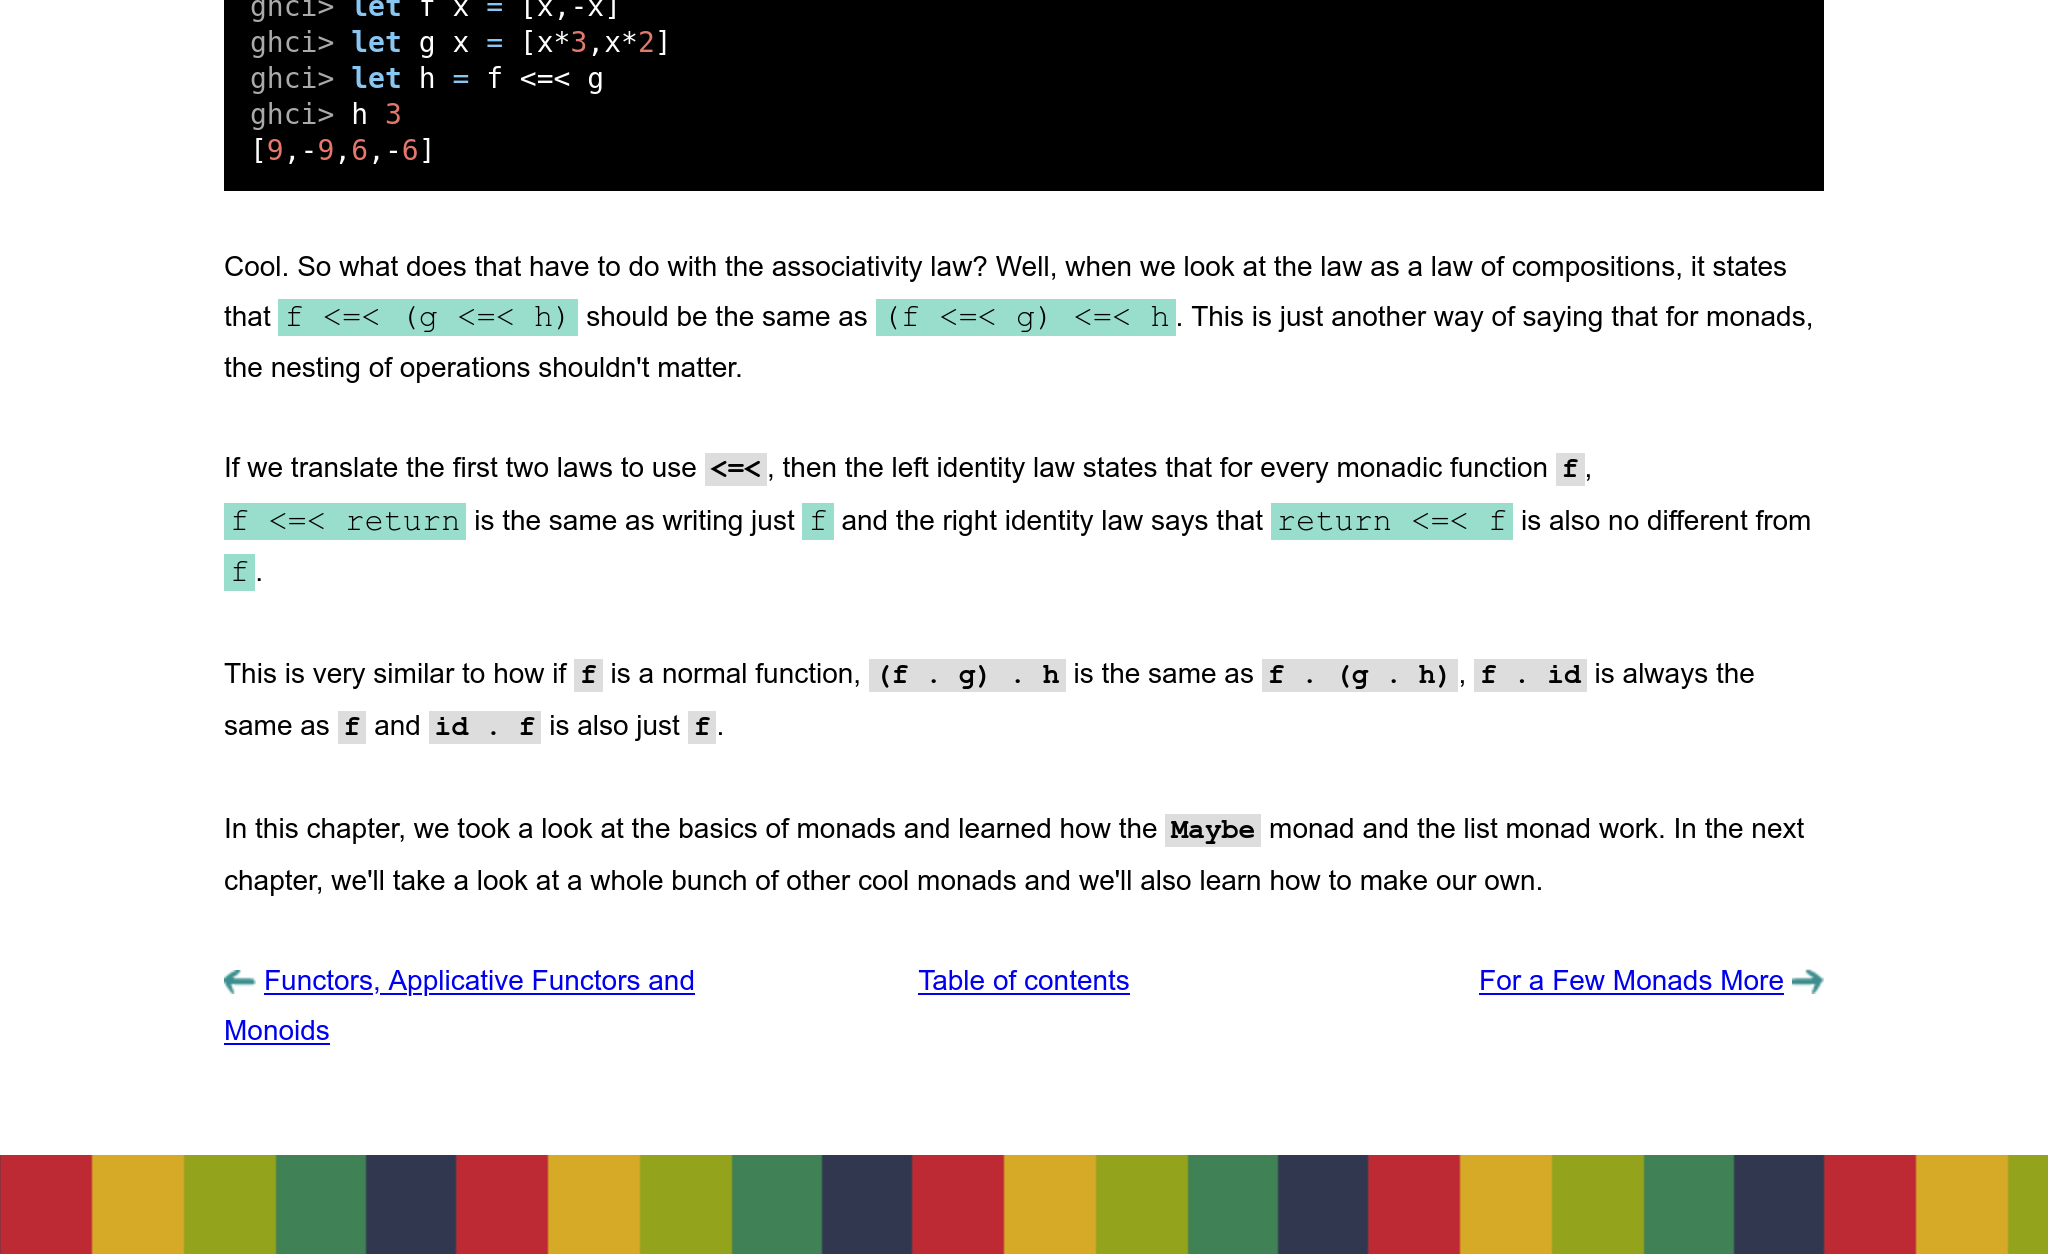 ghci> let f x = [x,-x]
ghci> let g x = [x*3,x*2]
ghci> let h = f <=< g
ghci> h 3
[9,-9,6,-6]
Cool. So what does that have to do with the associativity law? Well, when we look at the law as a law of compositions, it states
that f <=< (g <=< h) should be the same as (f <=< g) <=< h. This is just another way of saying that for monads,
the nesting of operations shouldn't matter.
If we translate the first two laws to use <=<, then the left identity law states that for every monadic function f,
f <=< return is the same as writing just f and the right identity law says that return <=< f is also no different from
f.
This is very similar to how if f is a normal function, (f . g) . h is the same as f . (g . h), f . id is always the
same as f and id . f is also just f.
In this chapter, we took a look at the basics of monads and learned how the Maybe monad and the list monad work. In the next
chapter, we'll take a look at a whole bunch of other cool monads and we'll also learn how to make our own.
Functors, Applicative Functors and
Monoids
Table of contents
For a Few Monads More